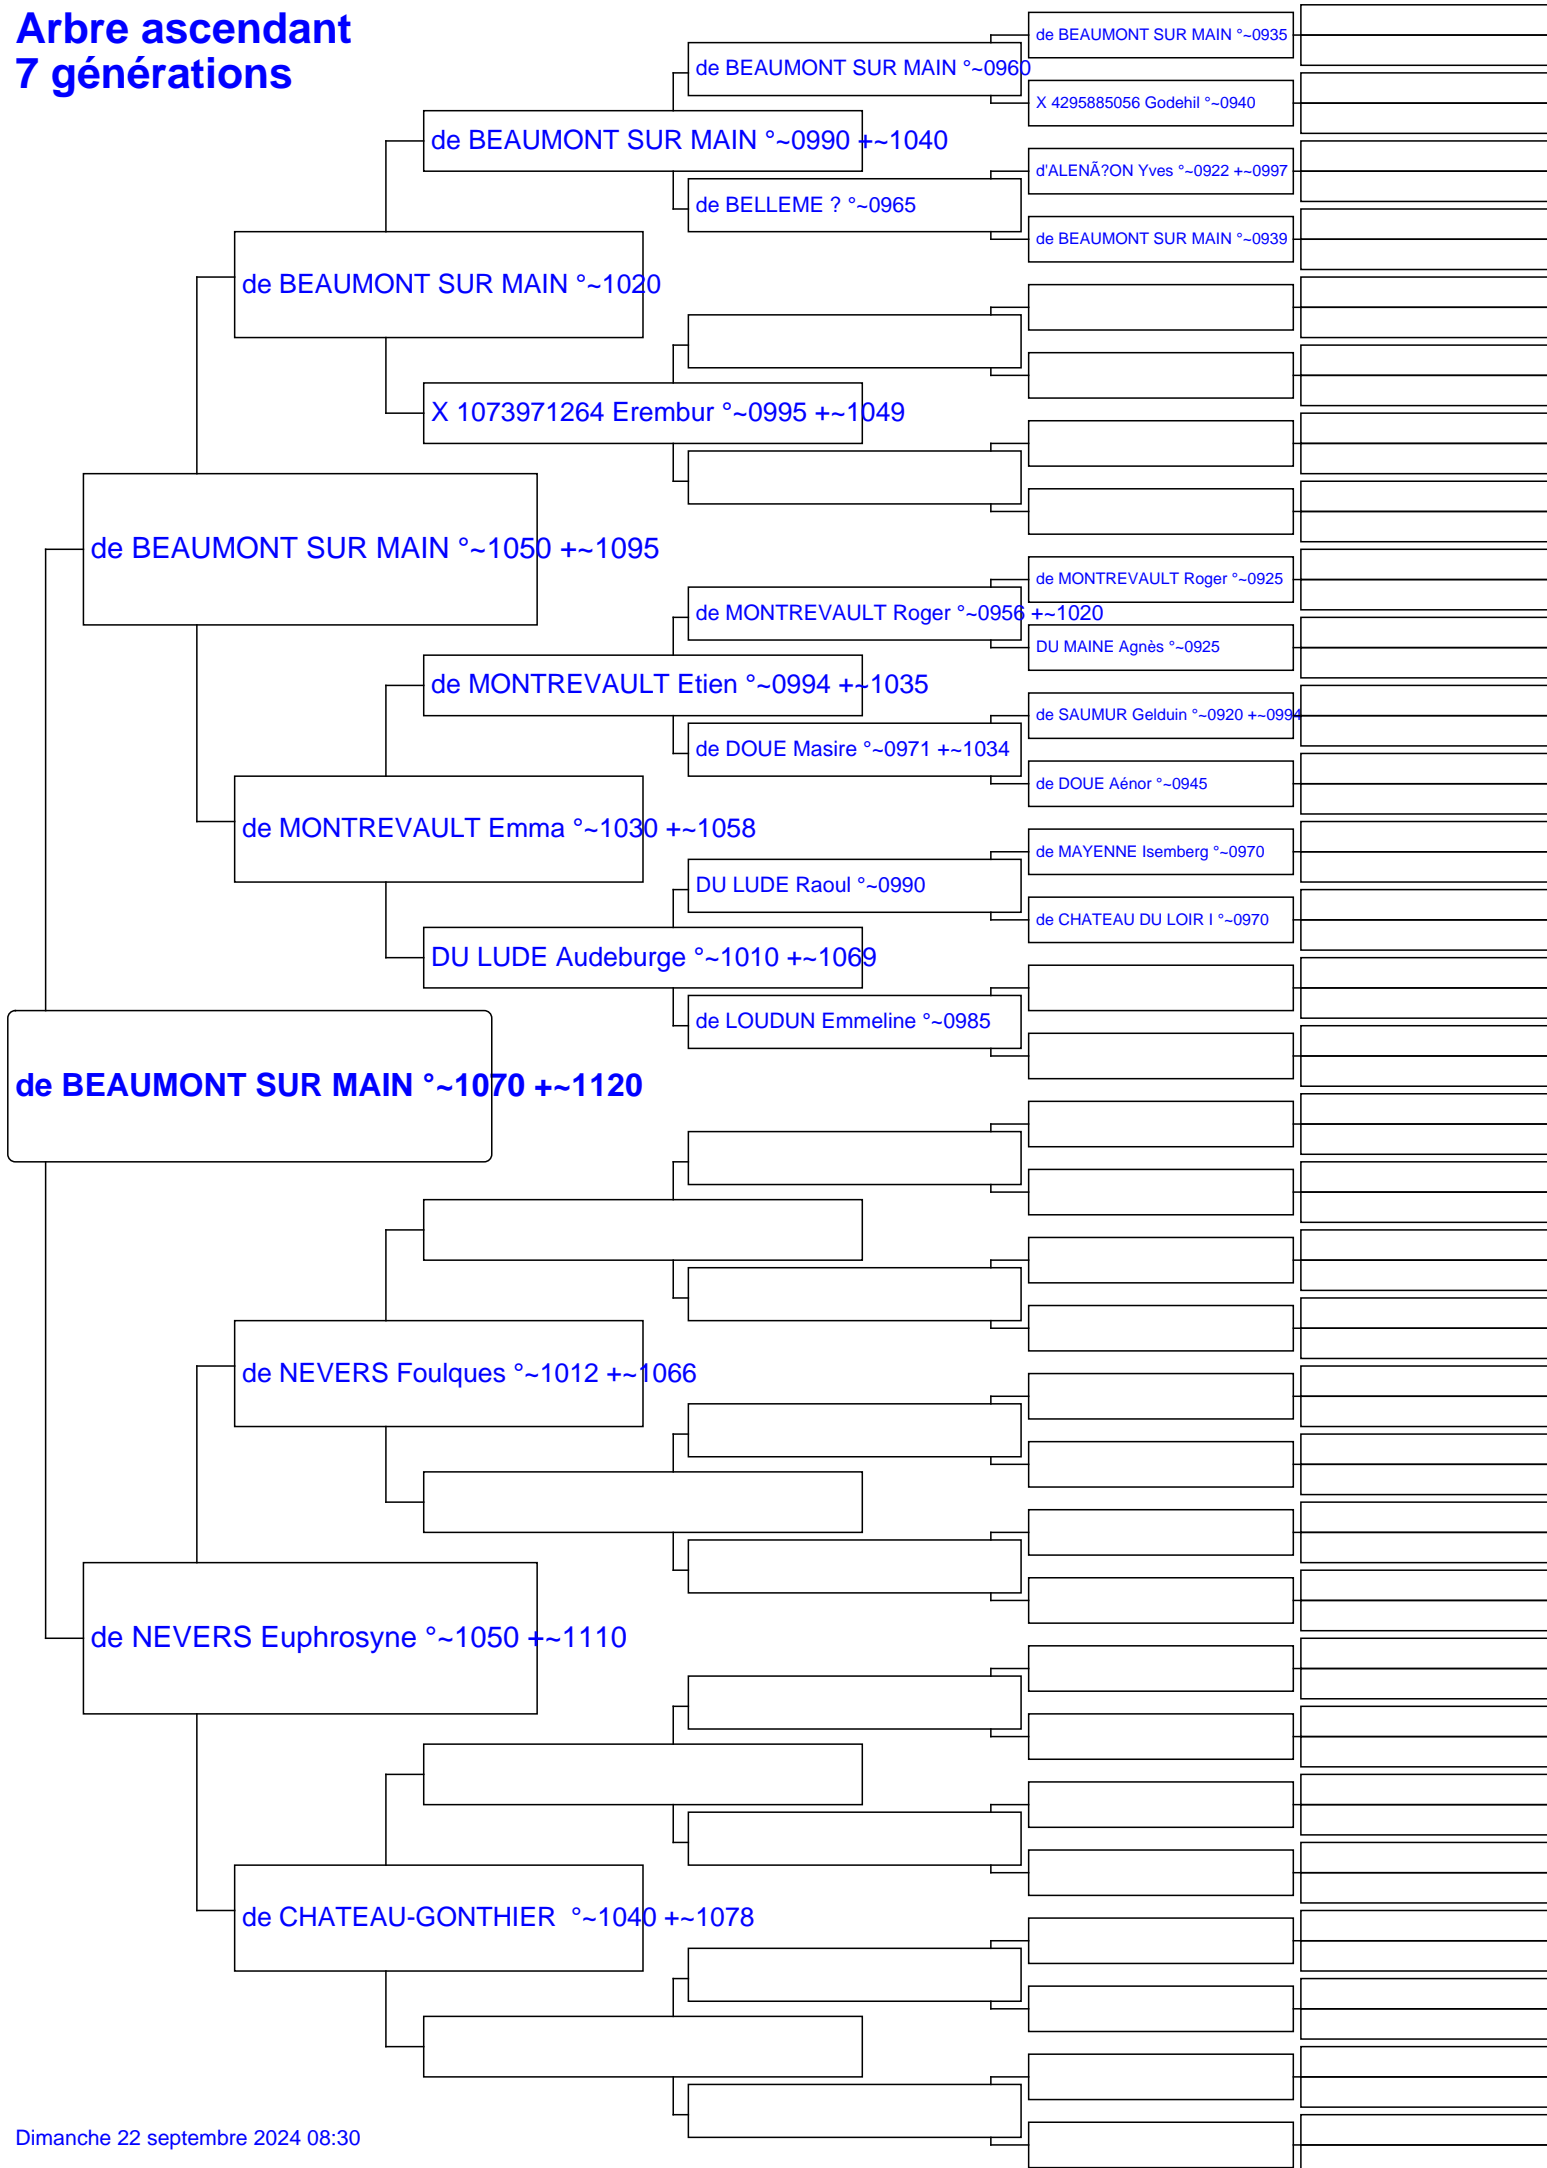 Arbre ascendant
7 générations
de BEAUMONT SUR MAIN °~0935
de BEAUMONT SUR MAIN °~0960
X 4295885056 Godehil °~0940
de BEAUMONT SUR MAIN °~0990 +~1040
d'ALENÃ?ON Yves °~0922 +~0997
de BELLEME ? °~0965
de BEAUMONT SUR MAIN °~0939
de BEAUMONT SUR MAIN °~1020
X 1073971264 Erembur °~0995 +~1049
de BEAUMONT SUR MAIN °~1050 +~1095
de MONTREVAULT Roger °~0925
de MONTREVAULT Roger °~0956 +~1020
DU MAINE Agnès °~0925
de MONTREVAULT Etien °~0994 +~1035
de SAUMUR Gelduin °~0920 +~0994
de DOUE Masire °~0971 +~1034
de DOUE Aénor °~0945
de MONTREVAULT Emma °~1030 +~1058
de MAYENNE Isemberg °~0970
DU LUDE Raoul °~0990
de CHATEAU DU LOIR I °~0970
DU LUDE Audeburge °~1010 +~1069
de LOUDUN Emmeline °~0985
de BEAUMONT SUR MAIN °~1070 +~1120
de NEVERS Foulques °~1012 +~1066
de NEVERS Euphrosyne °~1050 +~1110
de CHATEAU-GONTHIER °~1040 +~1078
Dimanche 22 septembre 2024 08:30